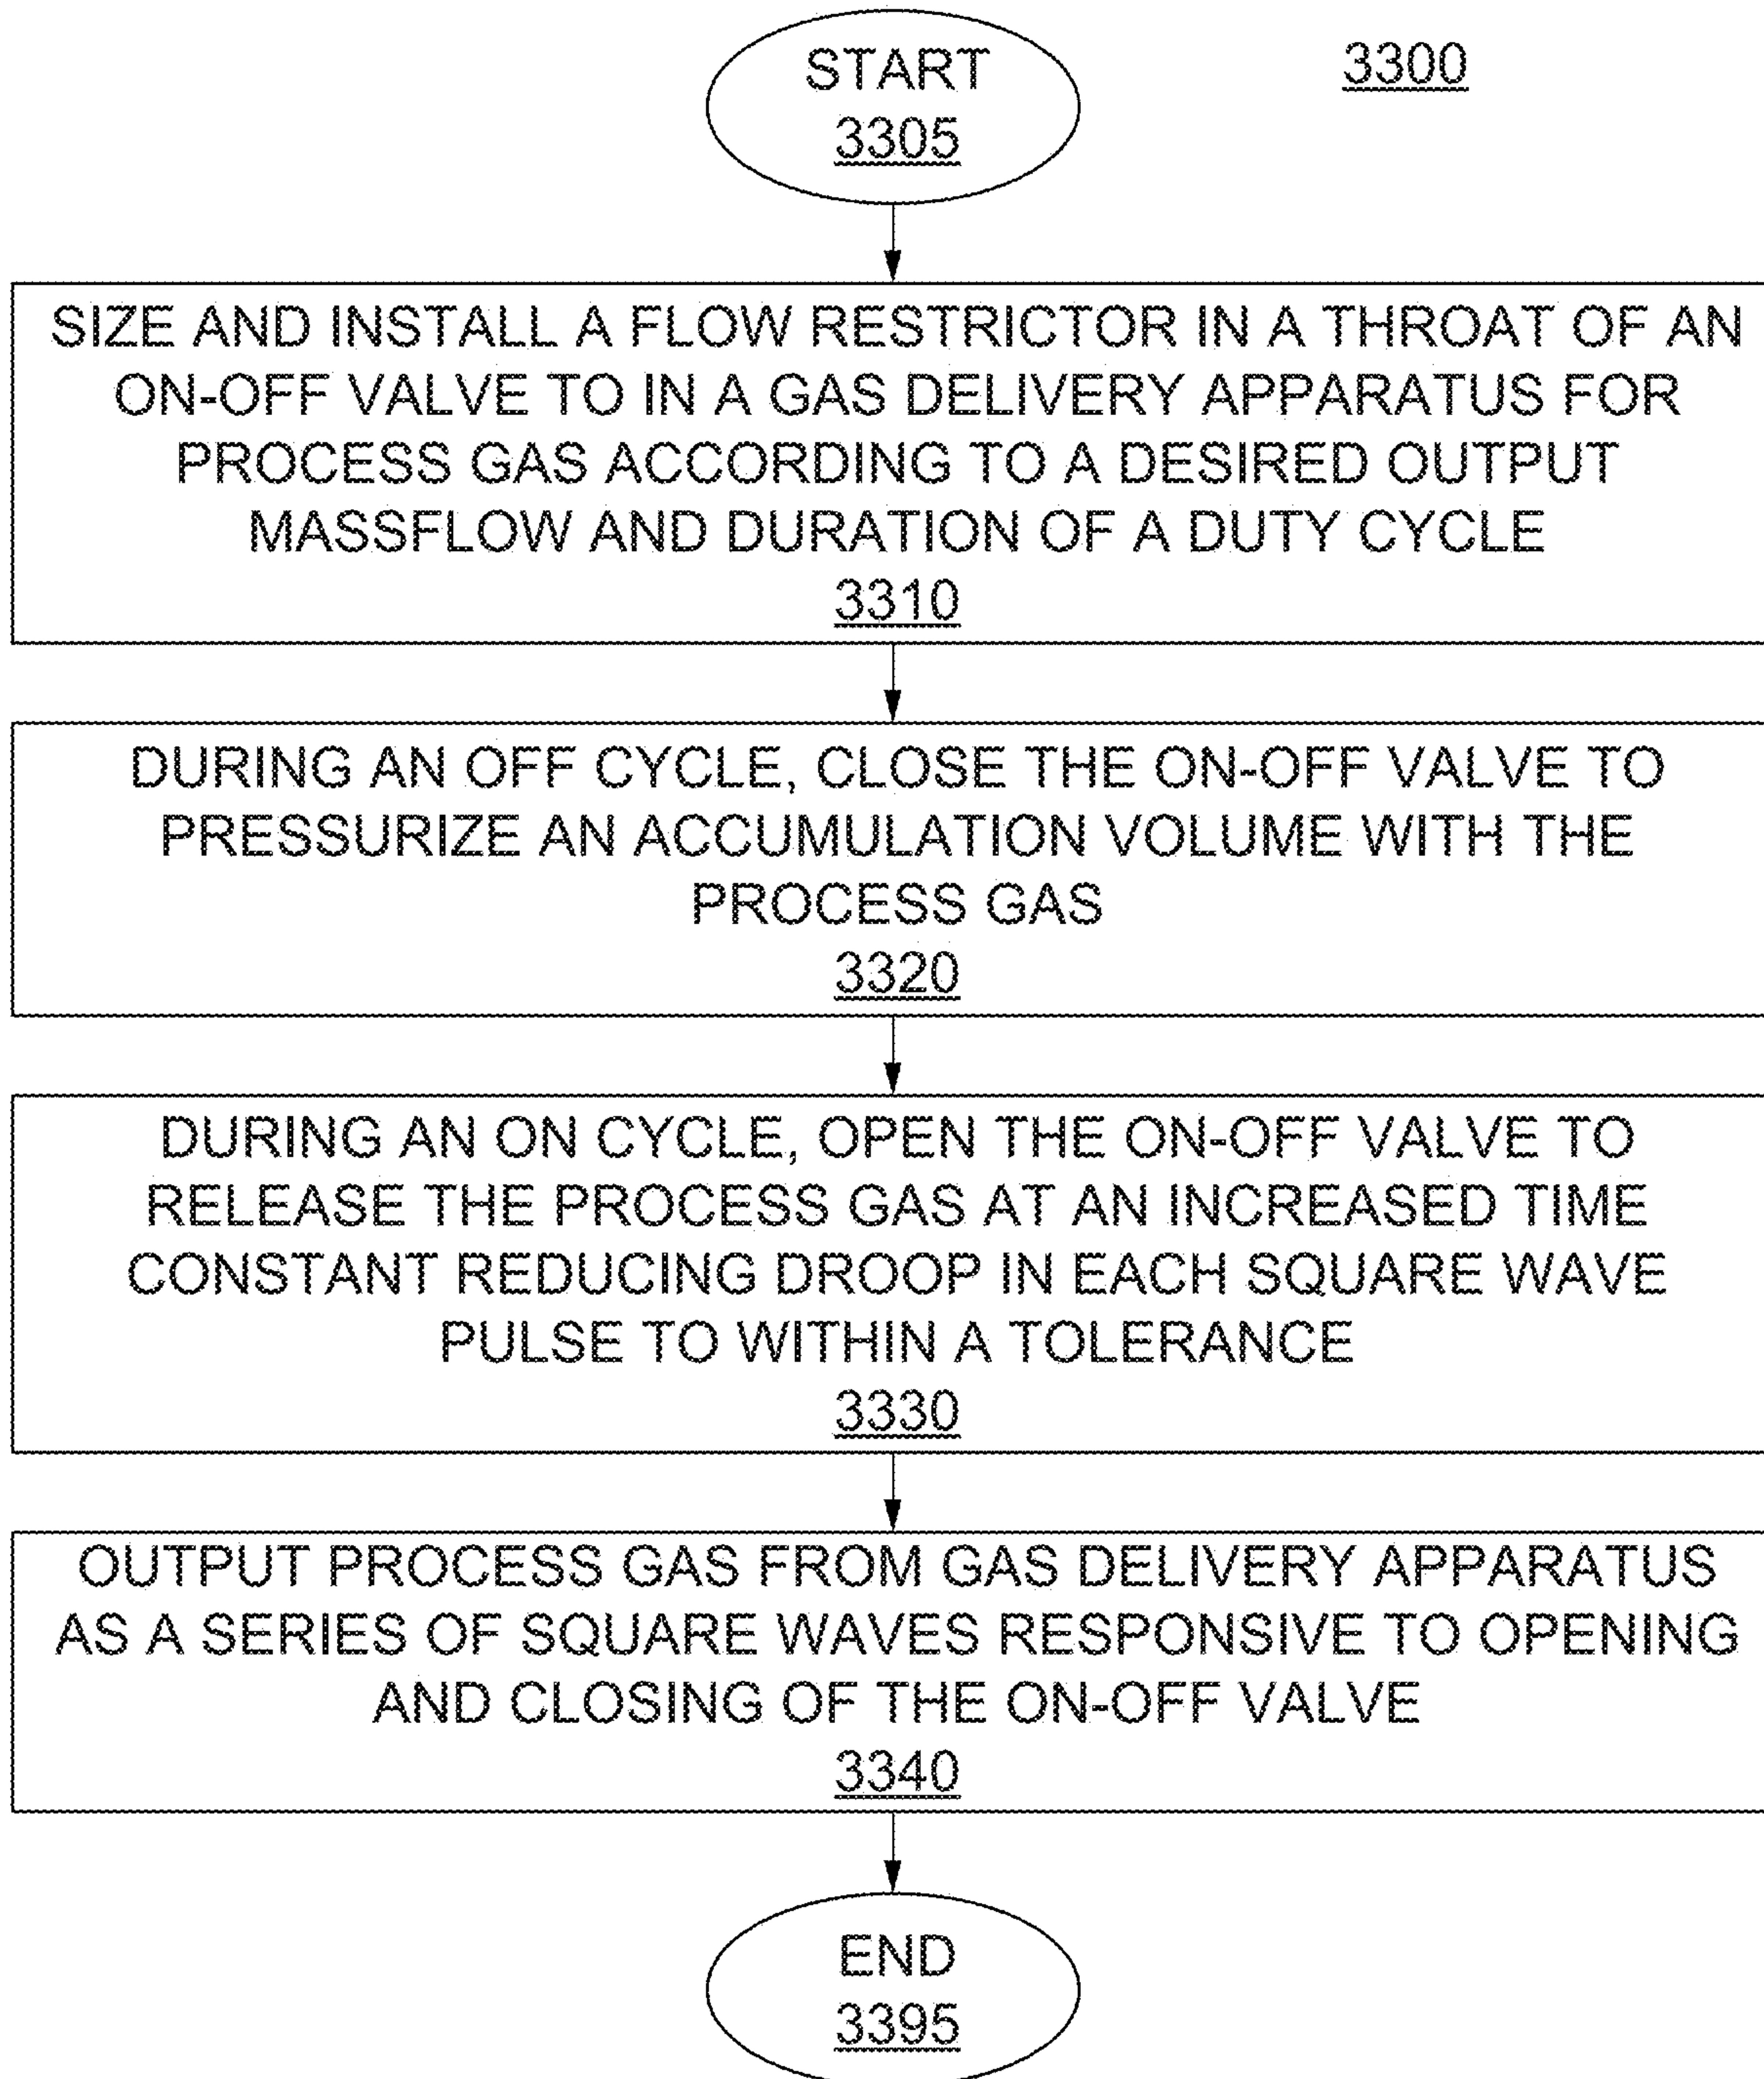 START
3305
3300
SIZE AND INSTALL A FLOW RESTRICTOR IN A THROAT OF AN
ON-OFF VALVE TO IN A GAS DELIVERY APPARATUS FOR
PROCESS GAS ACCORDING TO A DESIRED OUTPUT
MASSFLOW AND DURATION OF A DUTY CYCLE
3310
DURING AN OFF CYCLE, CLOSE THE ON-OFF VALVE TO
PRESSURIZE AN ACCUMULATION VOLUME WITH THE
PROCESS GAS
3320
DURING AN ON CYCLE, OPEN THE ON-OFF VALVE TO
RELEASE THE PROCESS GAS AT AN INCREASED TIME
CONSTANT REDUCING DROOP IN EACH SQUARE WAVE
PULSE TO WITHIN A TOLERANCE
3330
OUTPUT PROCESS GAS FROM GAS DELIVERY APPARATUS
AS A SERIES OF SQUARE WAVES RESPONSIVE TO OPENING
AND CLOSING OF THE ON-OFF VALVE
3340
END
3395